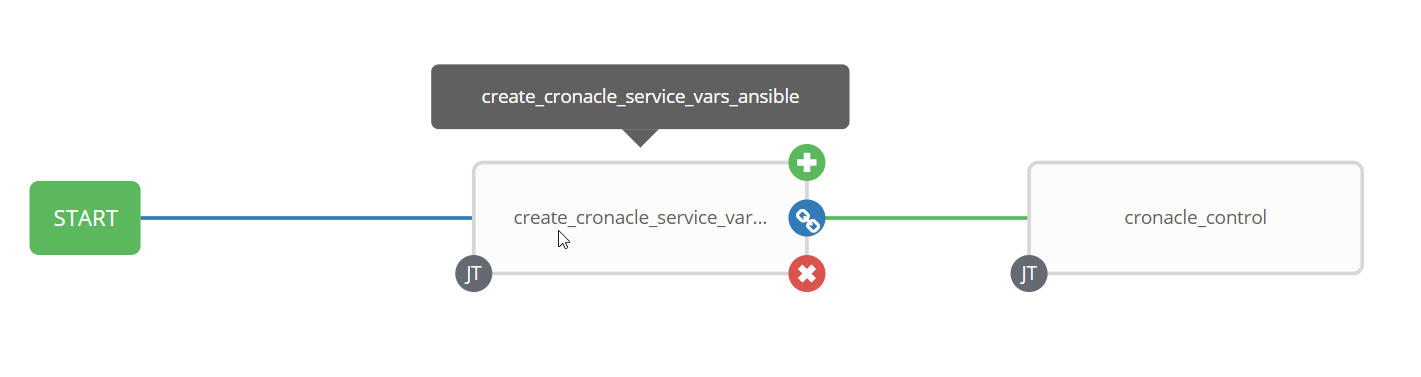 create_cronacle_service_vars_ansible
START
create_cronacle_service_var...
cronacle_control
JT
JT